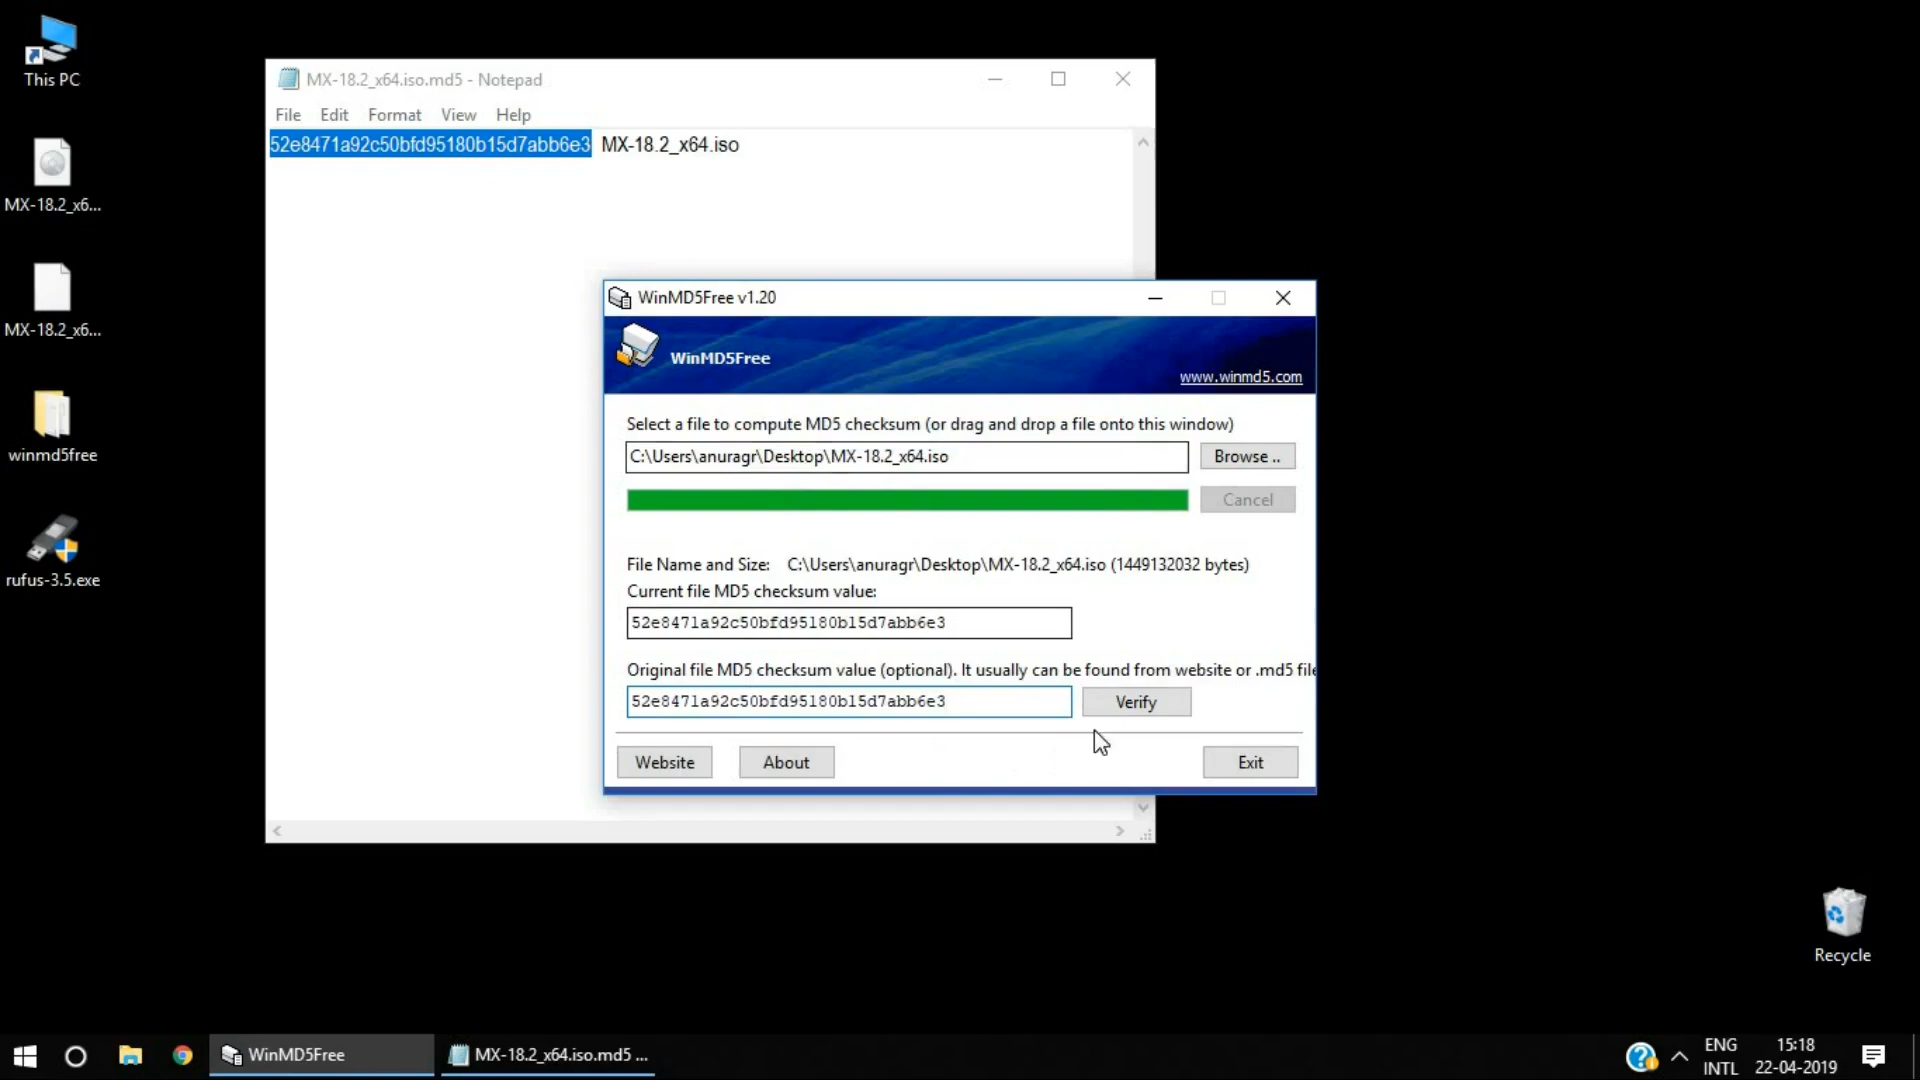 This PC
MX-18.2_x6...
MX-18.2_x6...
winmd5free
rufus-3.5.exe
MX-18.2_x64.iso.md5 - Notepad
File Edit Format View Help
52e8471a92c50bfd95180b15d7abb6e3 MX-18.2_x64.iso
WinMD5Free v1.20
WinMD5Free
www.winmd5.com
Select a file to compute MD5 checksum (or drag and drop a file onto this window)
C:\Users\anuragr\Desktop\MX-18.2_x64.iso
Browse ..
Cancel
File Name and Size: C:\Users\anuragr\Desktop\MX-18.2_x64.iso (1449132032 bytes)
Current file MD5 checksum value:
52e8471a92c50bfd95180b15d7abb6e3
Original file MD5 checksum value (optional). It usually can be found from website or .md5 file
52e8471a92c50bfd95180b15d7abb6e3
Verify
Website About Exit
Recycle
WinMD5Free
MX-18.2_x64.iso.md5 ...
ENG
INTL
15:18
22-04-2019